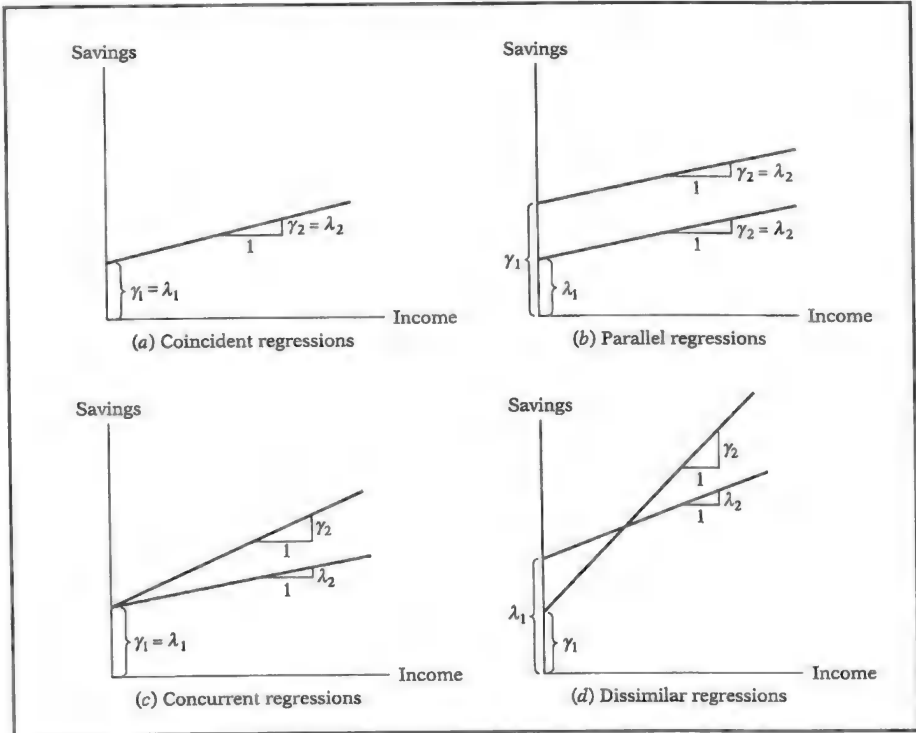 Savings
γ₂ = λ₂
1
γ₁ = λ₁
Income
(a) Coincident regressions
Savings
γ₂ = λ₂
1
γ₂ = λ₂
1
γ₁
λ₁
Income
(b) Parallel regressions
Savings
γ₂
1
λ₂
1
γ₁ = λ₁
Income
(c) Concurrent regressions
Savings
γ₂
1
λ₂
1
λ₁
γ₁
Income
(d) Dissimilar regressions